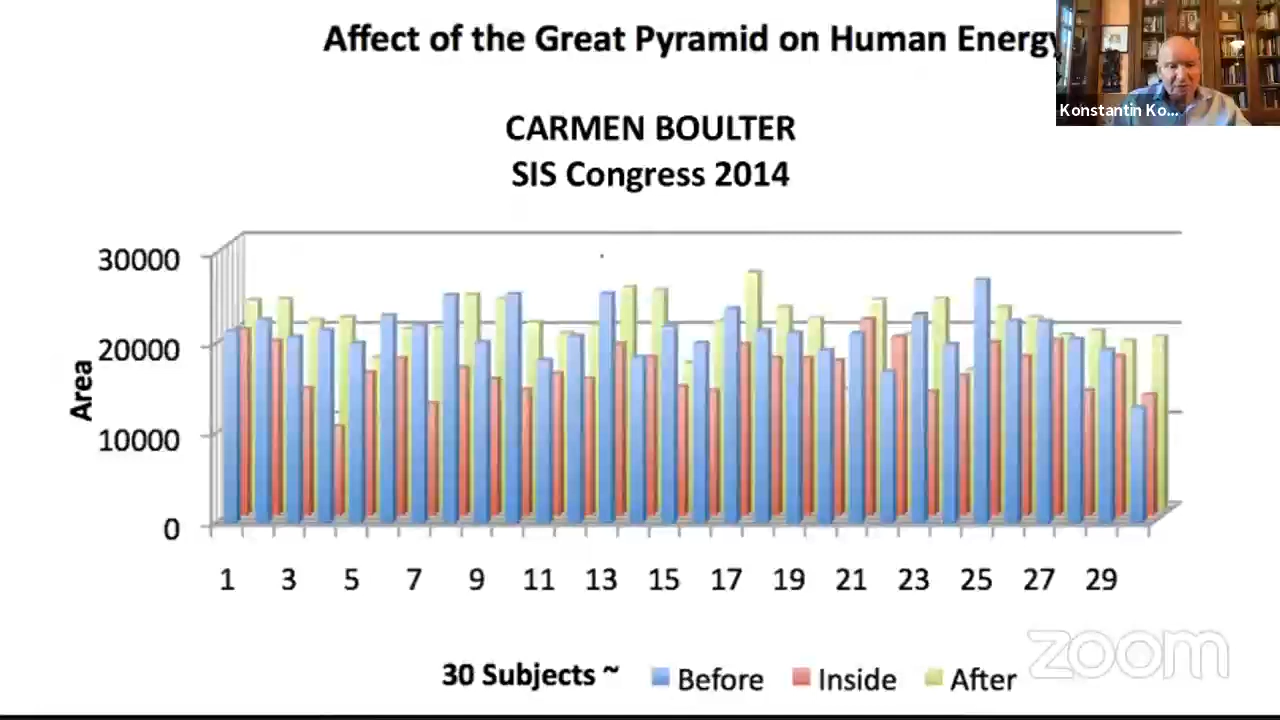 Affect of the Great Pyramid on Human Energy
Konstantin Ko...
CARMEN BOULTER
SIS Congress 2014
30000
20000
10000
0
Area
1 3 5 7 9 11 13 15 17 19 21 23 25 27 29
30 Subjects ~ Before Inside After
zoom